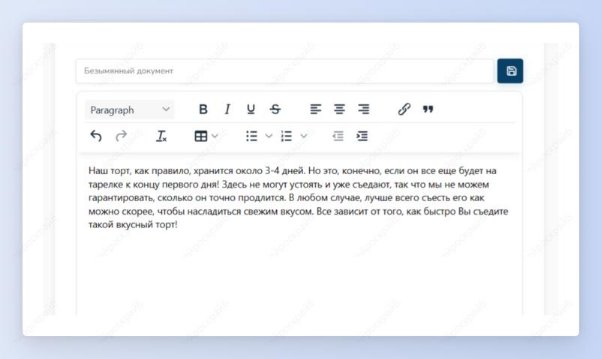 Безымянный документ
Paragraph
Наш торт, как правило, хранится около 3-4 дней. Но это, конечно, если он все еще будет на
тарелке к концу первого дня! Здесь не могут устоять и уже съедают, так что мы не можем
гарантировать, сколько он точно продлится. В любом случае, лучше всего съесть его как
можно скорее, чтобы насладиться свежим вкусом. Все зависит от того, как быстро Вы съедите
такой вкусный торт!